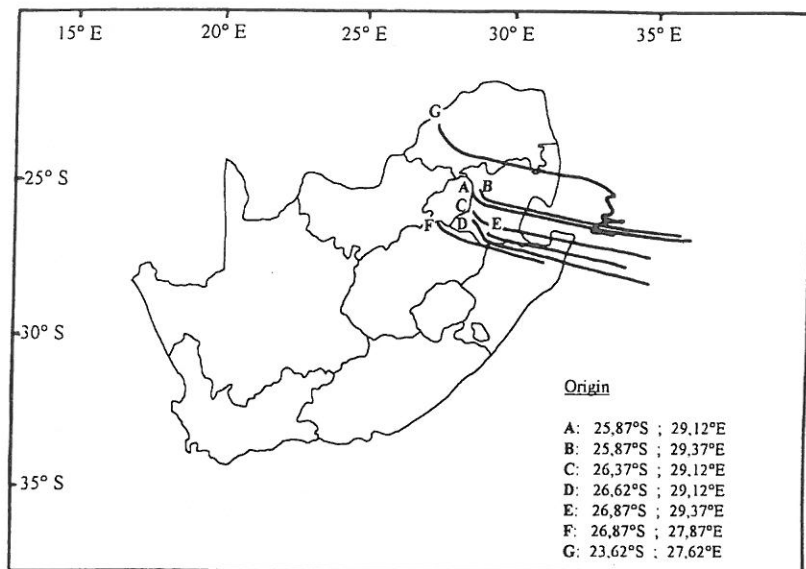 15° E 20° E 25° E 30° E 35° E
G
25° S
A B
C
F D E
30° S
Origin
A: 25,87°S ; 29,12°E
B: 25,87°S ; 29,37°E
C: 26,37°S ; 29,12°E
35° S
D: 26,62°S ; 29,12°E
E: 26,87°S ; 29,37°E
F: 26,87°S ; 27,87°E
G: 23,62°S ; 27,62°E